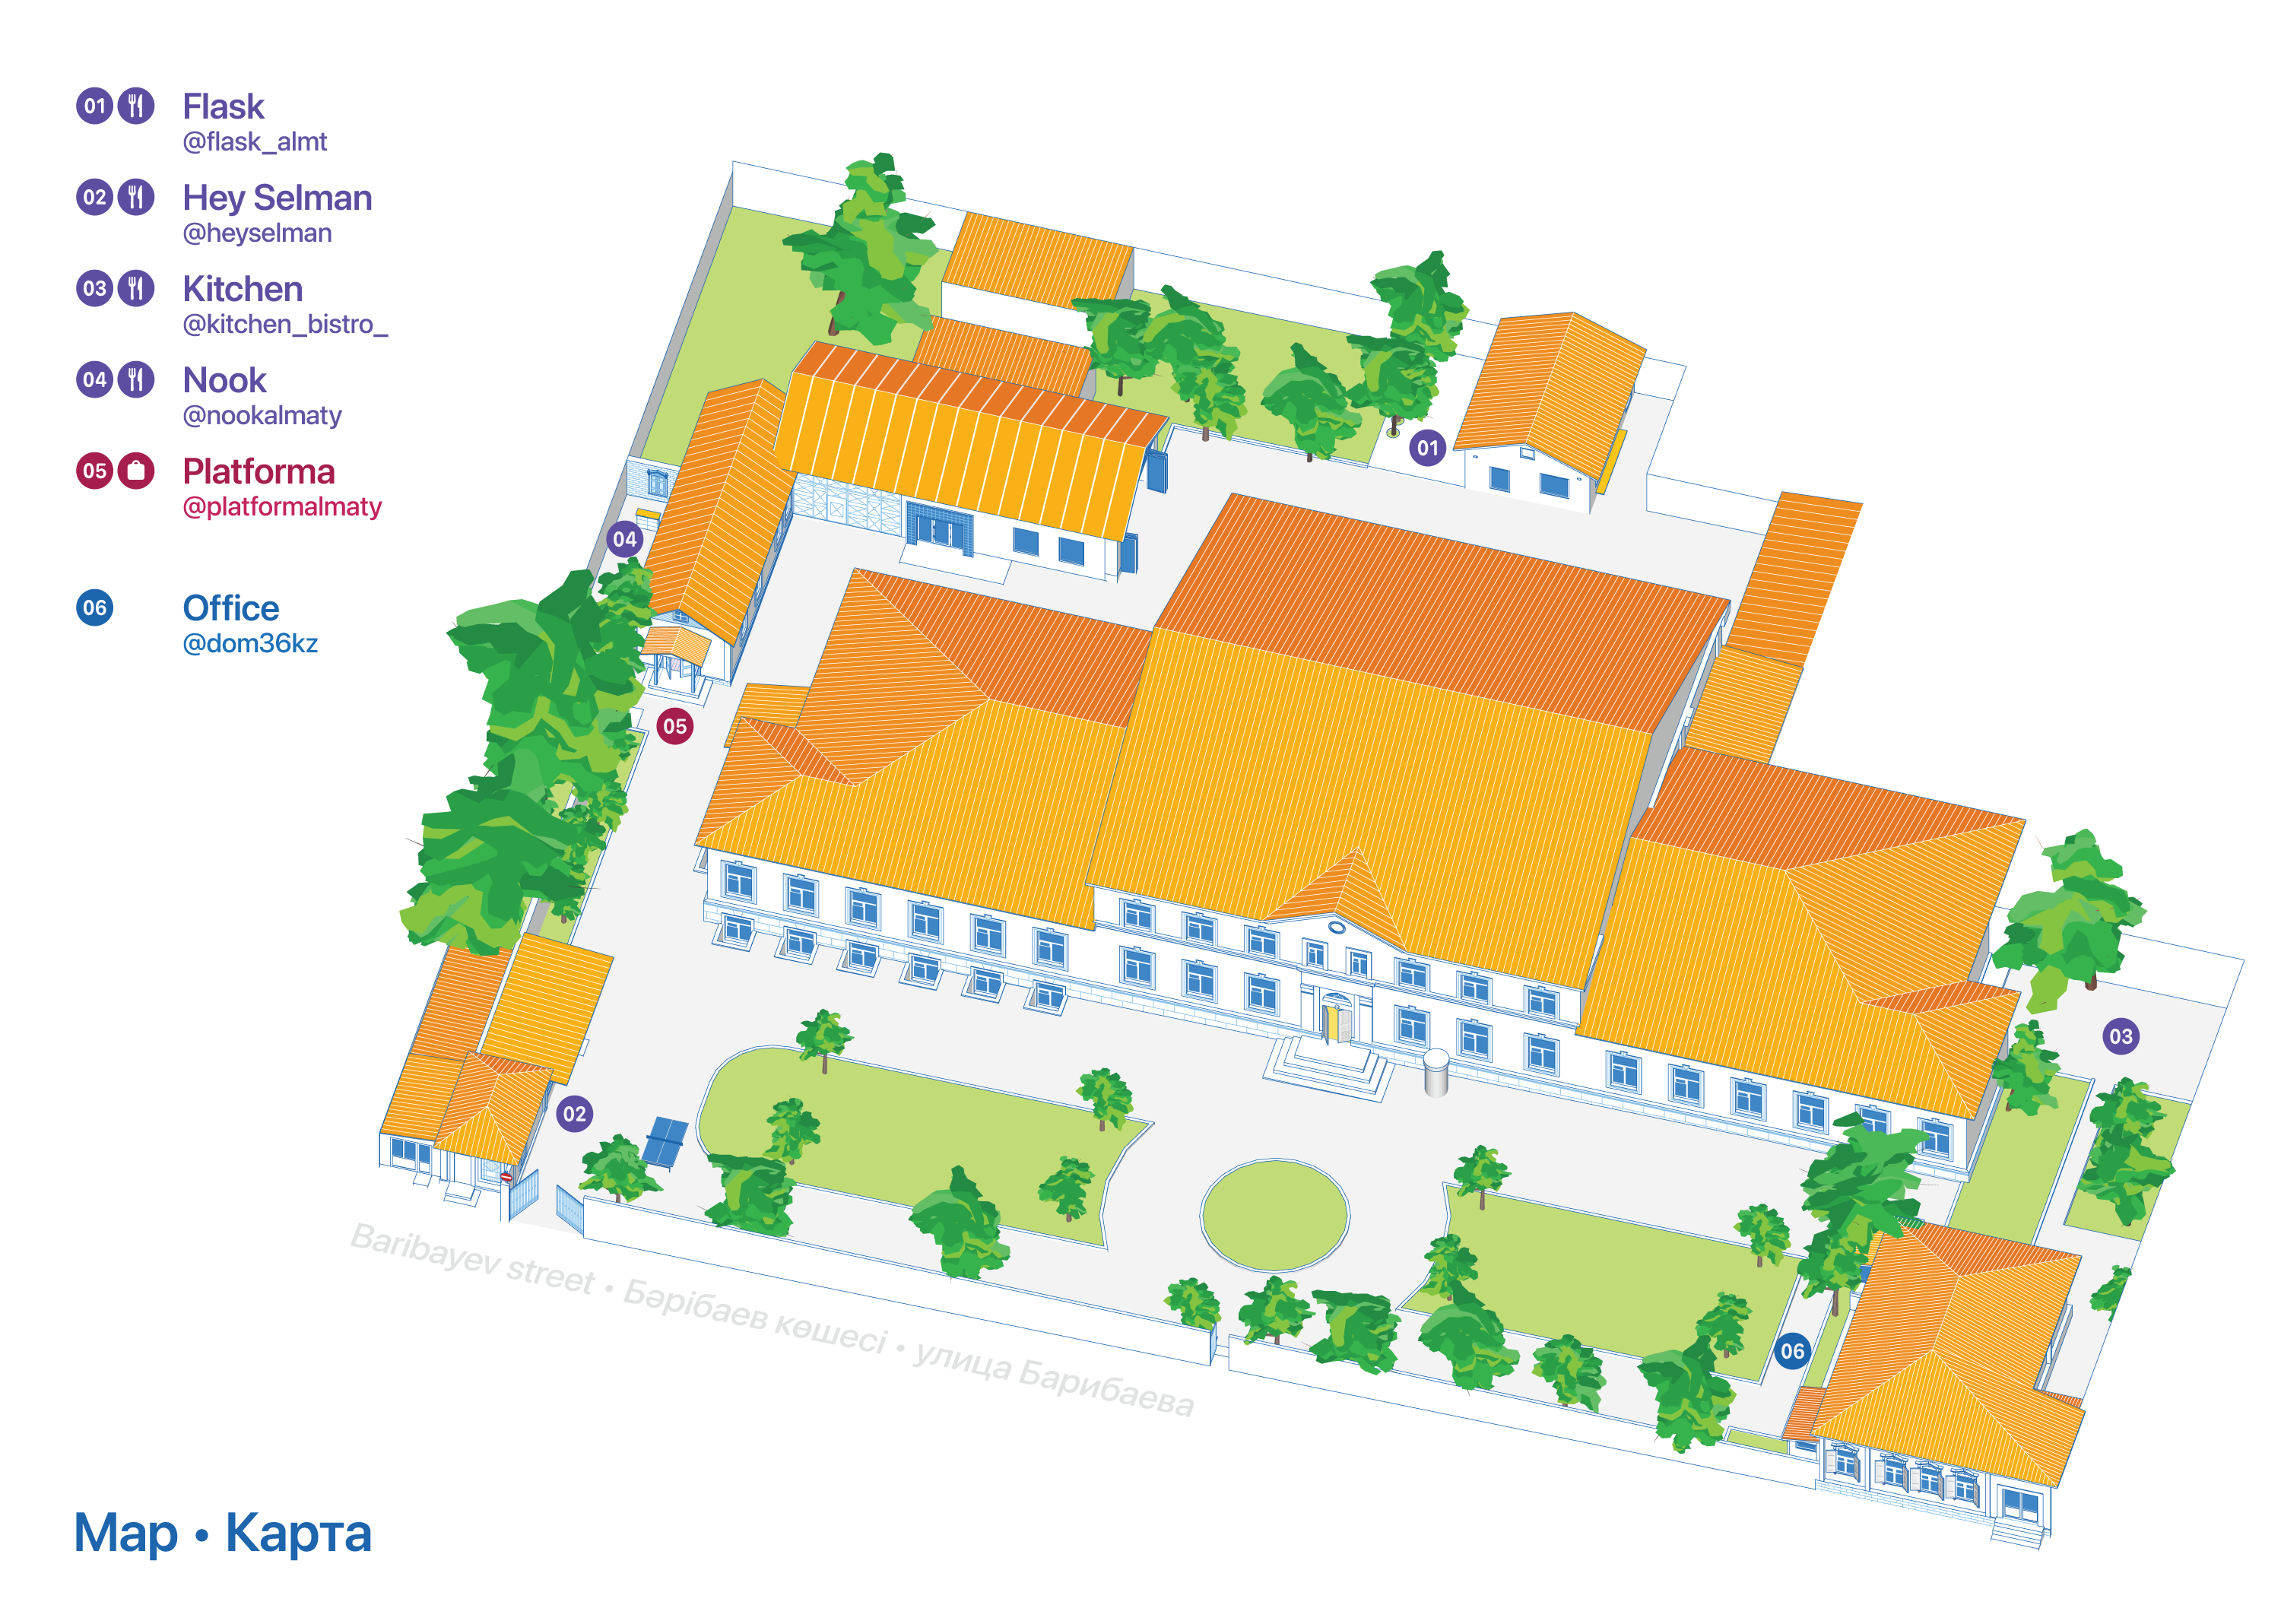 01 Flask
@flask_almt
02 Hey Selman
@heyselman
03 Kitchen
@kitchen_bistro_
04 Nook
@nookalmaty
05 Platforma
@platformalmaty
06 Office
@dom36kz
01
04
05
03
02
06
Baribayev street • Бәрібаев көшесі • улица Барибаева
Map • Карта